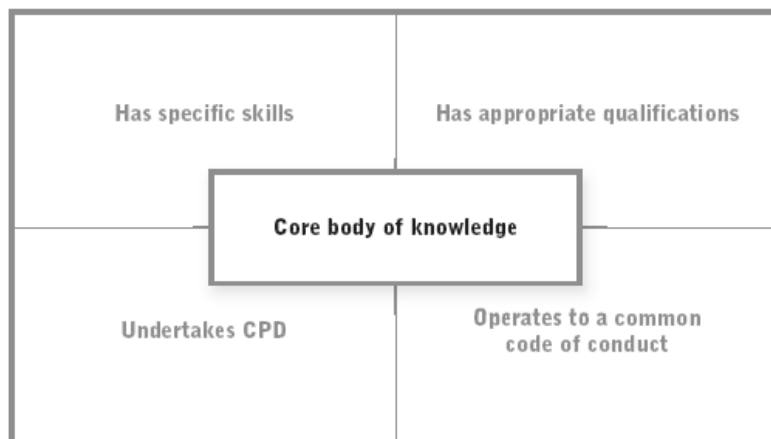 Has specific skills
Has appropriate qualifications
Core body of knowledge
Undertakes CPD
Operates to a common
code of conduct